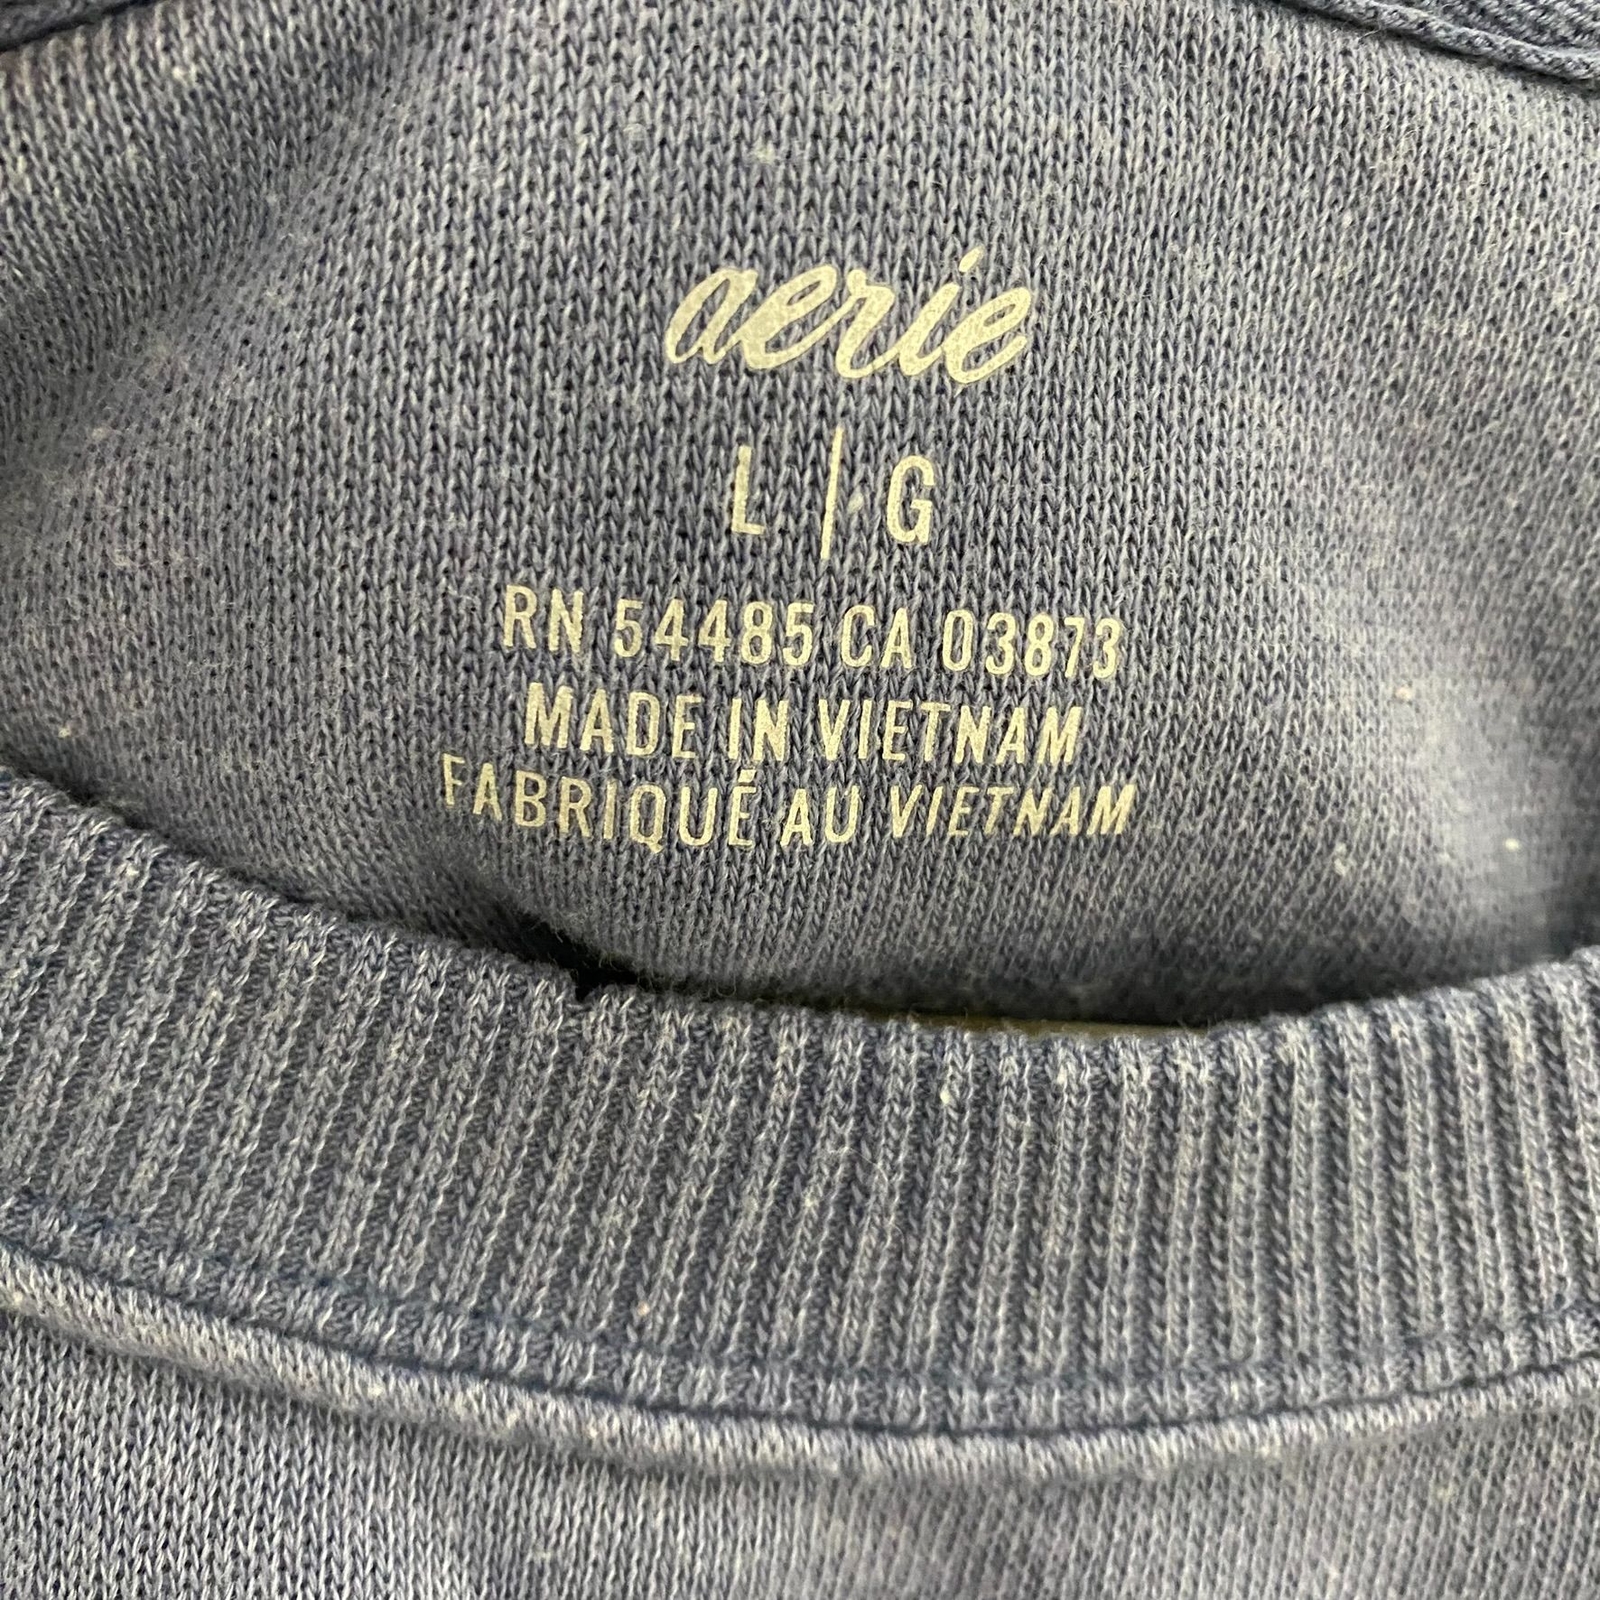 aerie
L | G
RN 54485 CA 03873
MADE IN VIETNAM
FABRIQUÉ AU VIETNAM